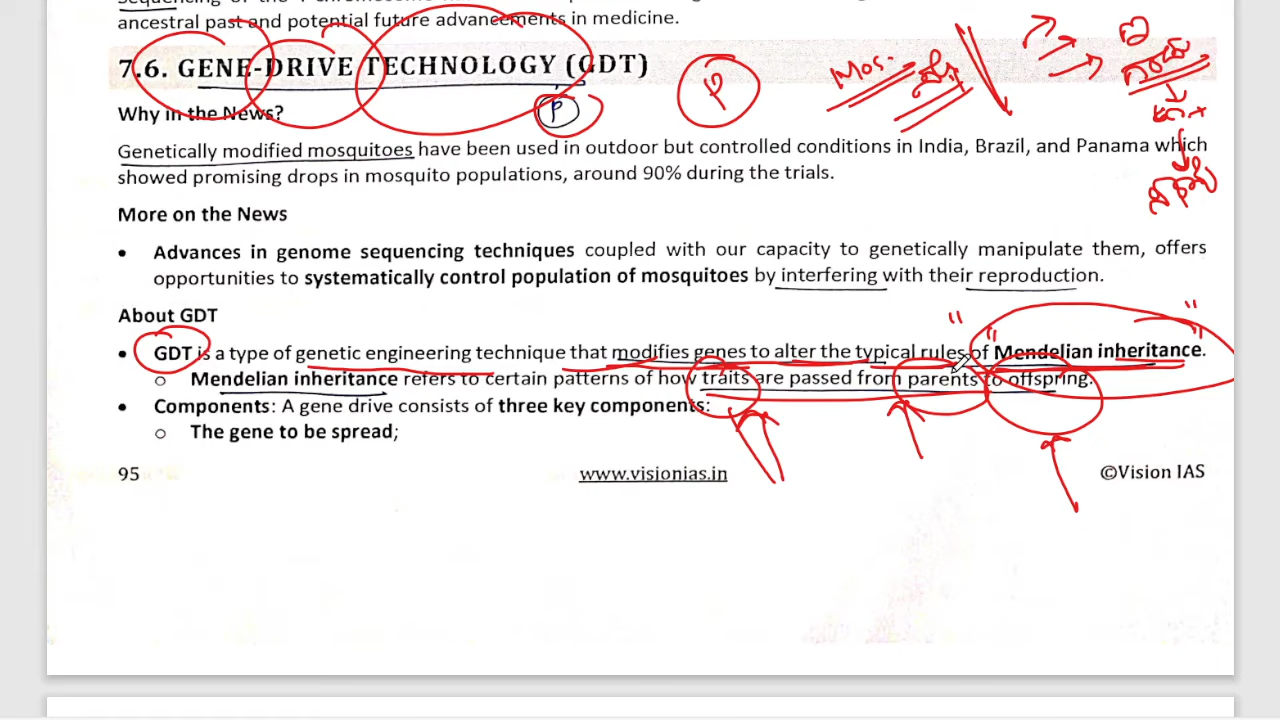 ancestral past and potential future advancements in medicine.
7.6. GENE-DRIVE TECHNOLOGY (GDT)
P
P
Mos.
Why in the News?
Genetically modified mosquitoes have been used in outdoor but controlled conditions in India, Brazil, and Panama which
showed promising drops in mosquito populations, around 90% during the trials.
More on the News
• Advances in genome sequencing techniques coupled with our capacity to genetically manipulate them, offers
opportunities to systematically control population of mosquitoes by interfering with their reproduction.
About GDT
• GDT is a type of genetic engineering technique that modifies genes to alter the typical rules of Mendelian inheritance.
o Mendelian inheritance refers to certain patterns of how traits are passed from parents to offspring.
• Components: A gene drive consists of three key components:
o The gene to be spread;
95
www.visionias.in
©Vision IAS